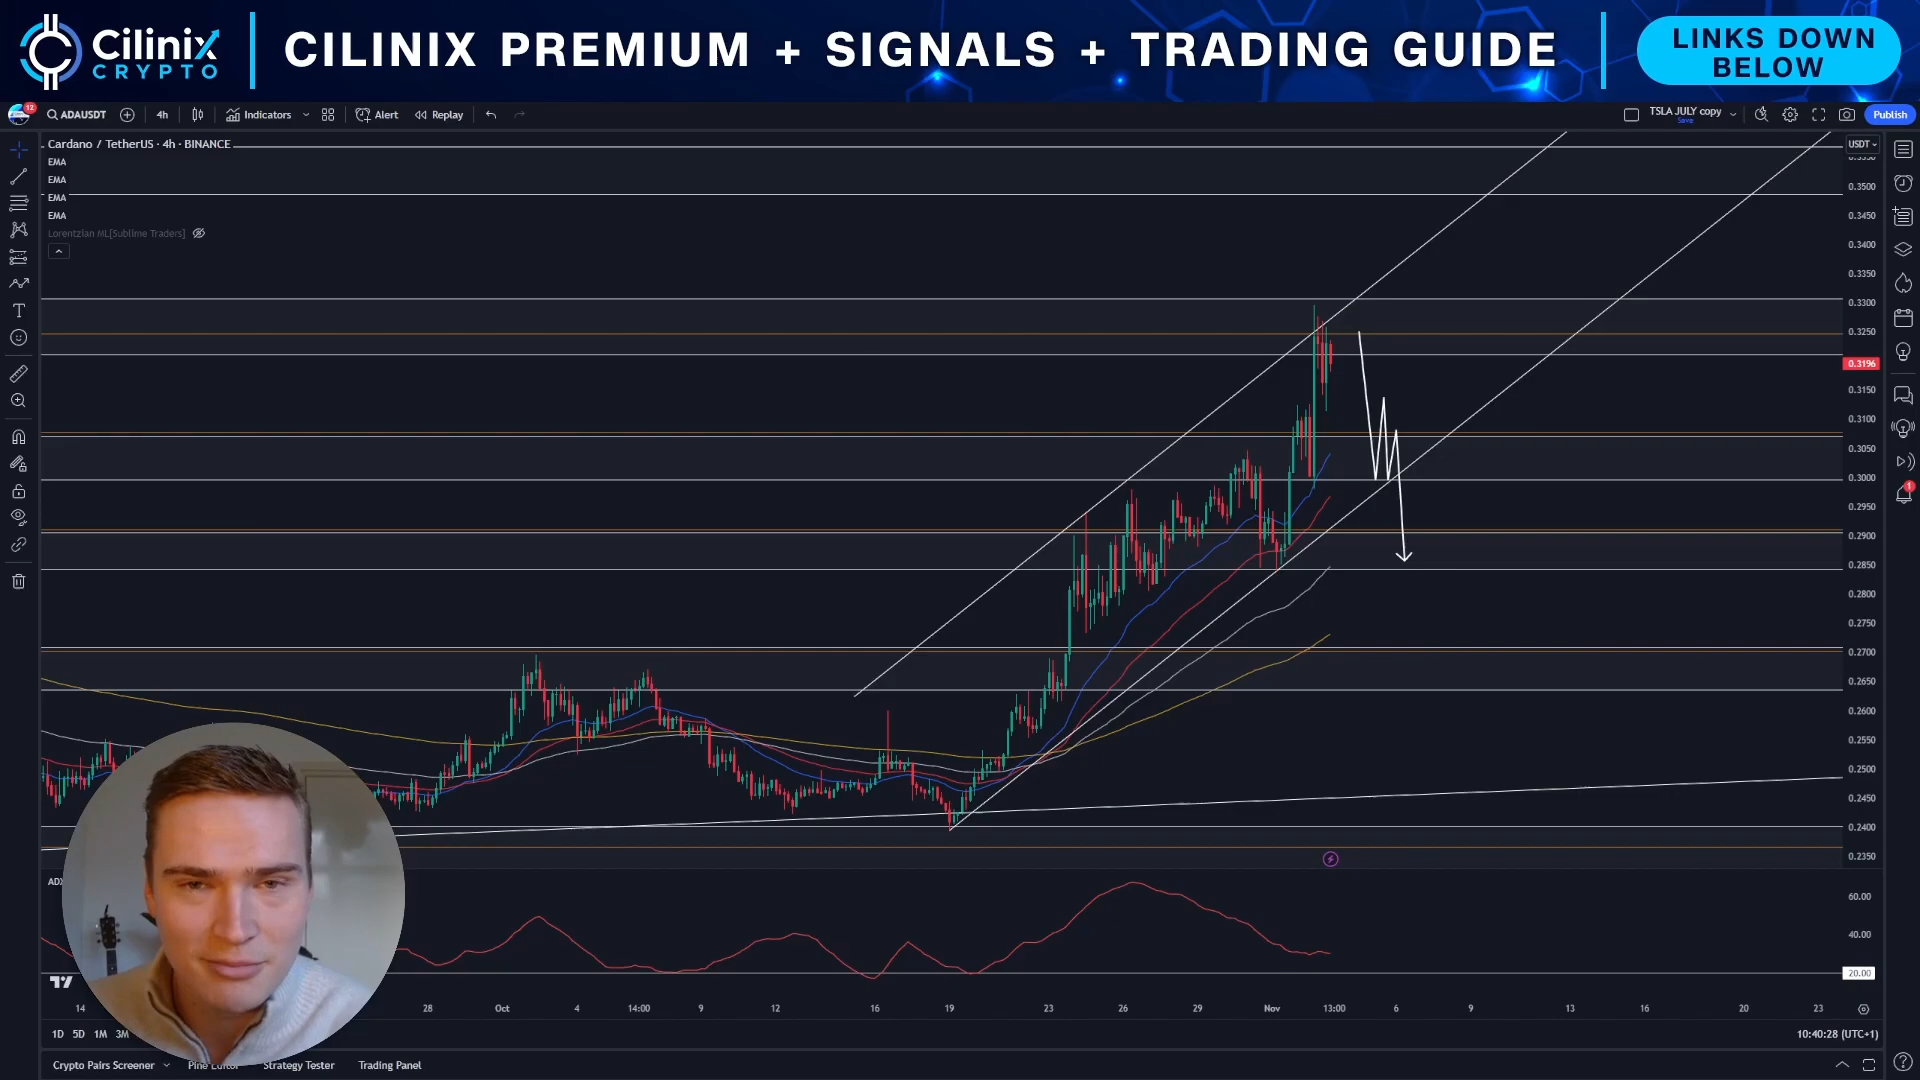 Cilinix
CRYPTO
CILINIX PREMIUM + SIGNALS + TRADING GUIDE
LINKS DOWN
BELOW
12
ADAUSDT
4h
Indicators
Alert
Replay
TSLA JULY copy
Save
Publish
Cardano / TetherUS · 4h · BINANCE
EMA
EMA
EMA
EMA
Lorentzian ML[Sublime Traders]
USDT
0.3500
0.3450
0.3400
0.3350
0.3300
0.3250
0.3196
0.3150
0.3100
0.3050
0.3000
0.2950
0.2900
0.2850
0.2800
0.2750
0.2700
0.2650
0.2600
0.2550
0.2500
0.2450
0.2400
0.2350
1
60.00
40.00
20.00
14
28
Oct
4
14:00
9
12
16
19
23
26
29
Nov
13:00
6
9
13
16
20
23
1D 5D 1M 3M
10:40:28 (UTC+1)
Crypto Pairs Screener
Pine Editor
Strategy Tester
Trading Panel